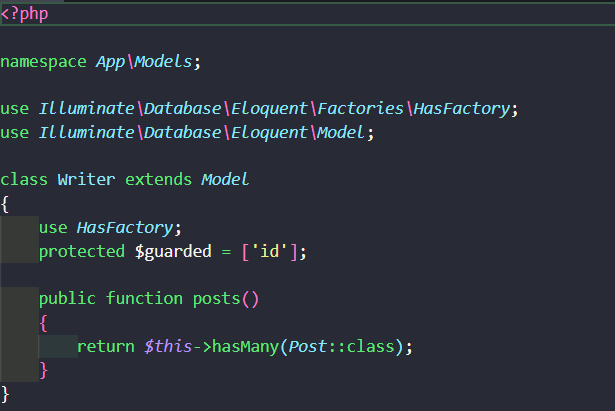 <?php
namespace App\Models;
use Illuminate\Database\Eloquent\Factories\HasFactory;
use Illuminate\Database\Eloquent\Model;
class Writer extends Model
{
    use HasFactory;
    protected $guarded = ['id'];
    public function posts()
    {
        return $this->hasMany(Post::class);
    }
}